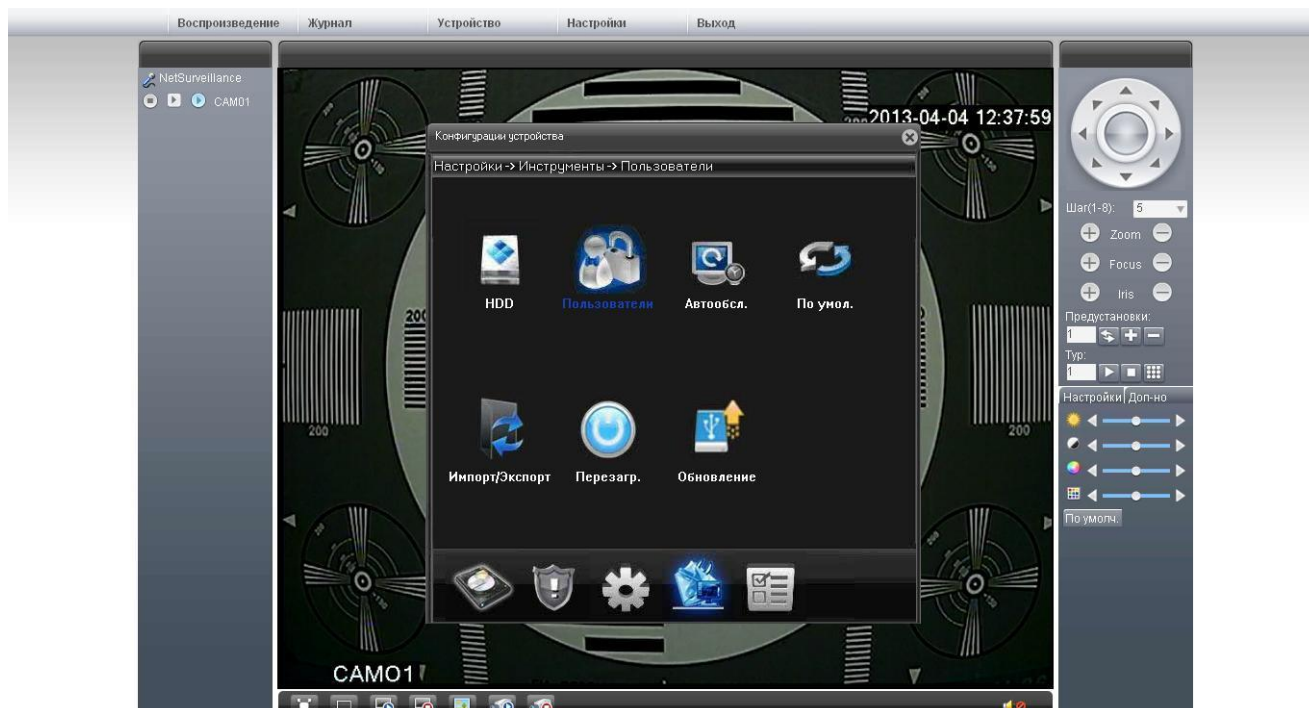 Воспроизведение Журнал Устройство Настройки Выход
NetSurveillance
CAM01
2013-04-04 12:37:59
Конфигурации устройства
Настройки -> Инструменты -> Пользователи
HDD Пользователи Автообсл. По умол.
Импорт/Экспорт Перезагр. Обновление
200
200
200
CAM01
Шаг(1-8): 5
Zoom
Focus
Iris
Предустановки:
1
Тур:
1
Настройки Доп-но
По умолч.